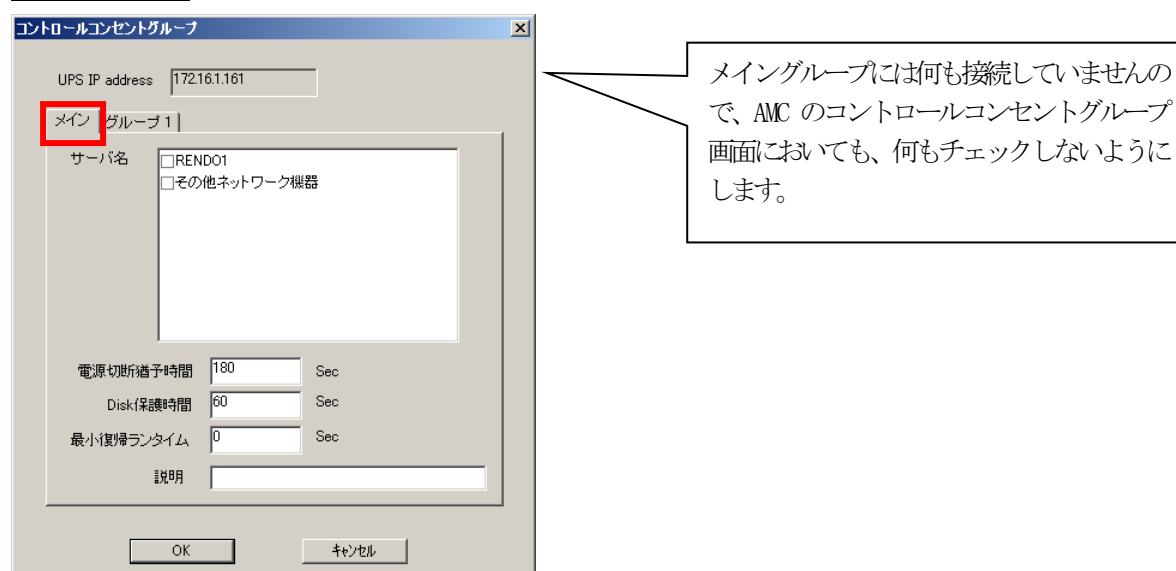 コントロールコンセントグループ
UPS IP address 172.16.1.161
メイン グループ 1
サーバ名
RENDO1
その他ネットワーク機器
電源切断猶予時間 180 Sec
Disk保護時間 60 Sec
最小復帰ランタイム 0 Sec
説明
OK キャンセル
メイングループには何も接続していませんの
で、AMC のコントロールコンセントグループ
画面においても、何もチェックしないように
します。